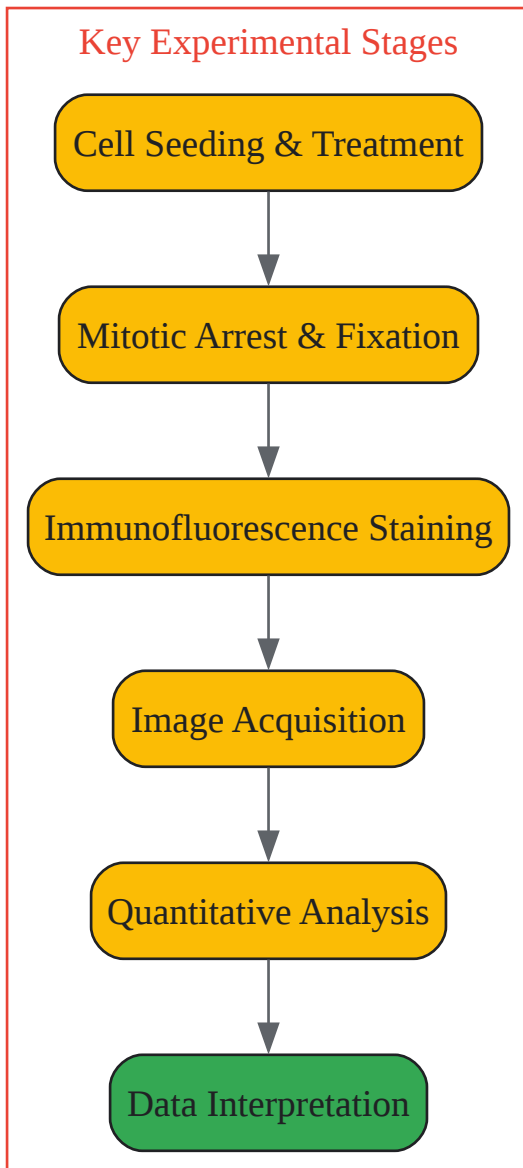 Key Experimental Stages
Cell Seeding & Treatment
Mitotic Arrest & Fixation
Immunofluorescence Staining
Image Acquisition
Quantitative Analysis
Data Interpretation